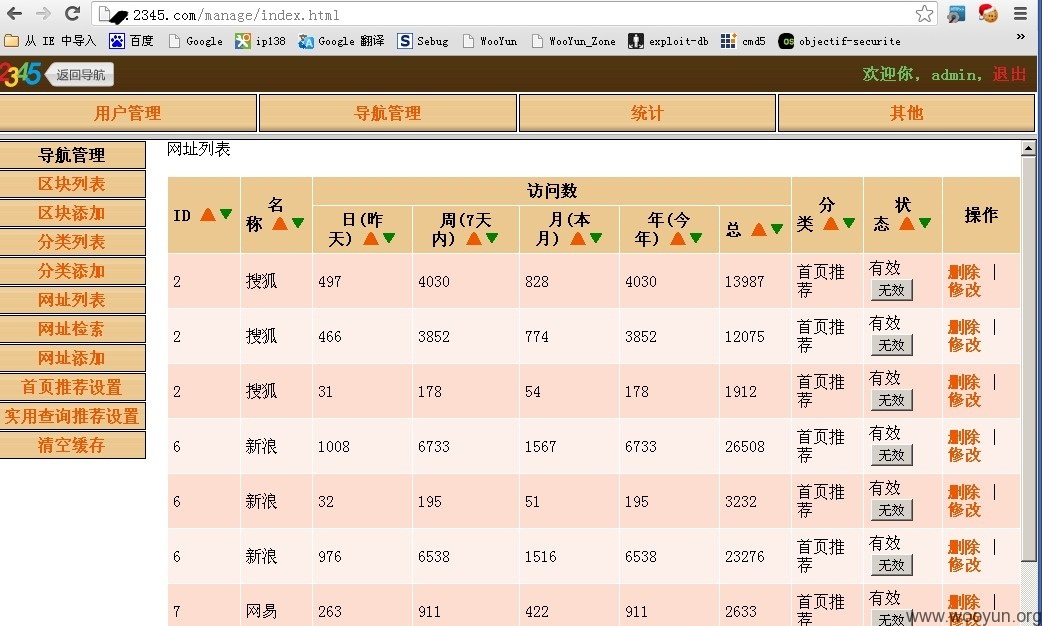 2345.com/manage/index.html
从 IE 中导入 百度 Google ip138 Google 翻译 Sebug WooYun WooYun_Zone exploit-db cmd5 objectif-securite »
2345 返回导航 欢迎你，admin，退出
用户管理 导航管理 统计 其他
导航管理
区块列表
区块添加
分类列表
分类添加
网址列表
网址检索
网址添加
首页推荐设置
实用查询推荐设置
清空缓存
网址列表
ID 名称 访问数 分类 状态 操作
日(昨天) 周(7天内) 月(本月) 年(今年) 总
2 搜狐 497 4030 828 4030 13987 首页推荐 有效 无效 删除 | 修改
2 搜狐 466 3852 774 3852 12075 首页推荐 有效 无效 删除 | 修改
2 搜狐 31 178 54 178 1912 首页推荐 有效 无效 删除 | 修改
6 新浪 1008 6733 1567 6733 26508 首页推荐 有效 无效 删除 | 修改
6 新浪 32 195 51 195 3232 首页推荐 有效 无效 删除 | 修改
6 新浪 976 6538 1516 6538 23276 首页推荐 有效 无效 删除 | 修改
7 网易 263 911 422 911 2633 首页推荐 有效 无效 删除 | 修改
www.wooyun.org